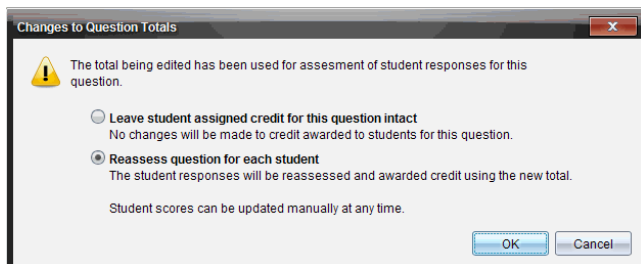 Changes to Question Totals
The total being edited has been used for assesment of student responses for this
question.
Leave student assigned credit for this question intact
No changes will be made to credit awarded to students for this question.
Reassess question for each student
The student responses will be reassessed and awarded credit using the new total.
Student scores can be updated manually at any time.
OK
Cancel